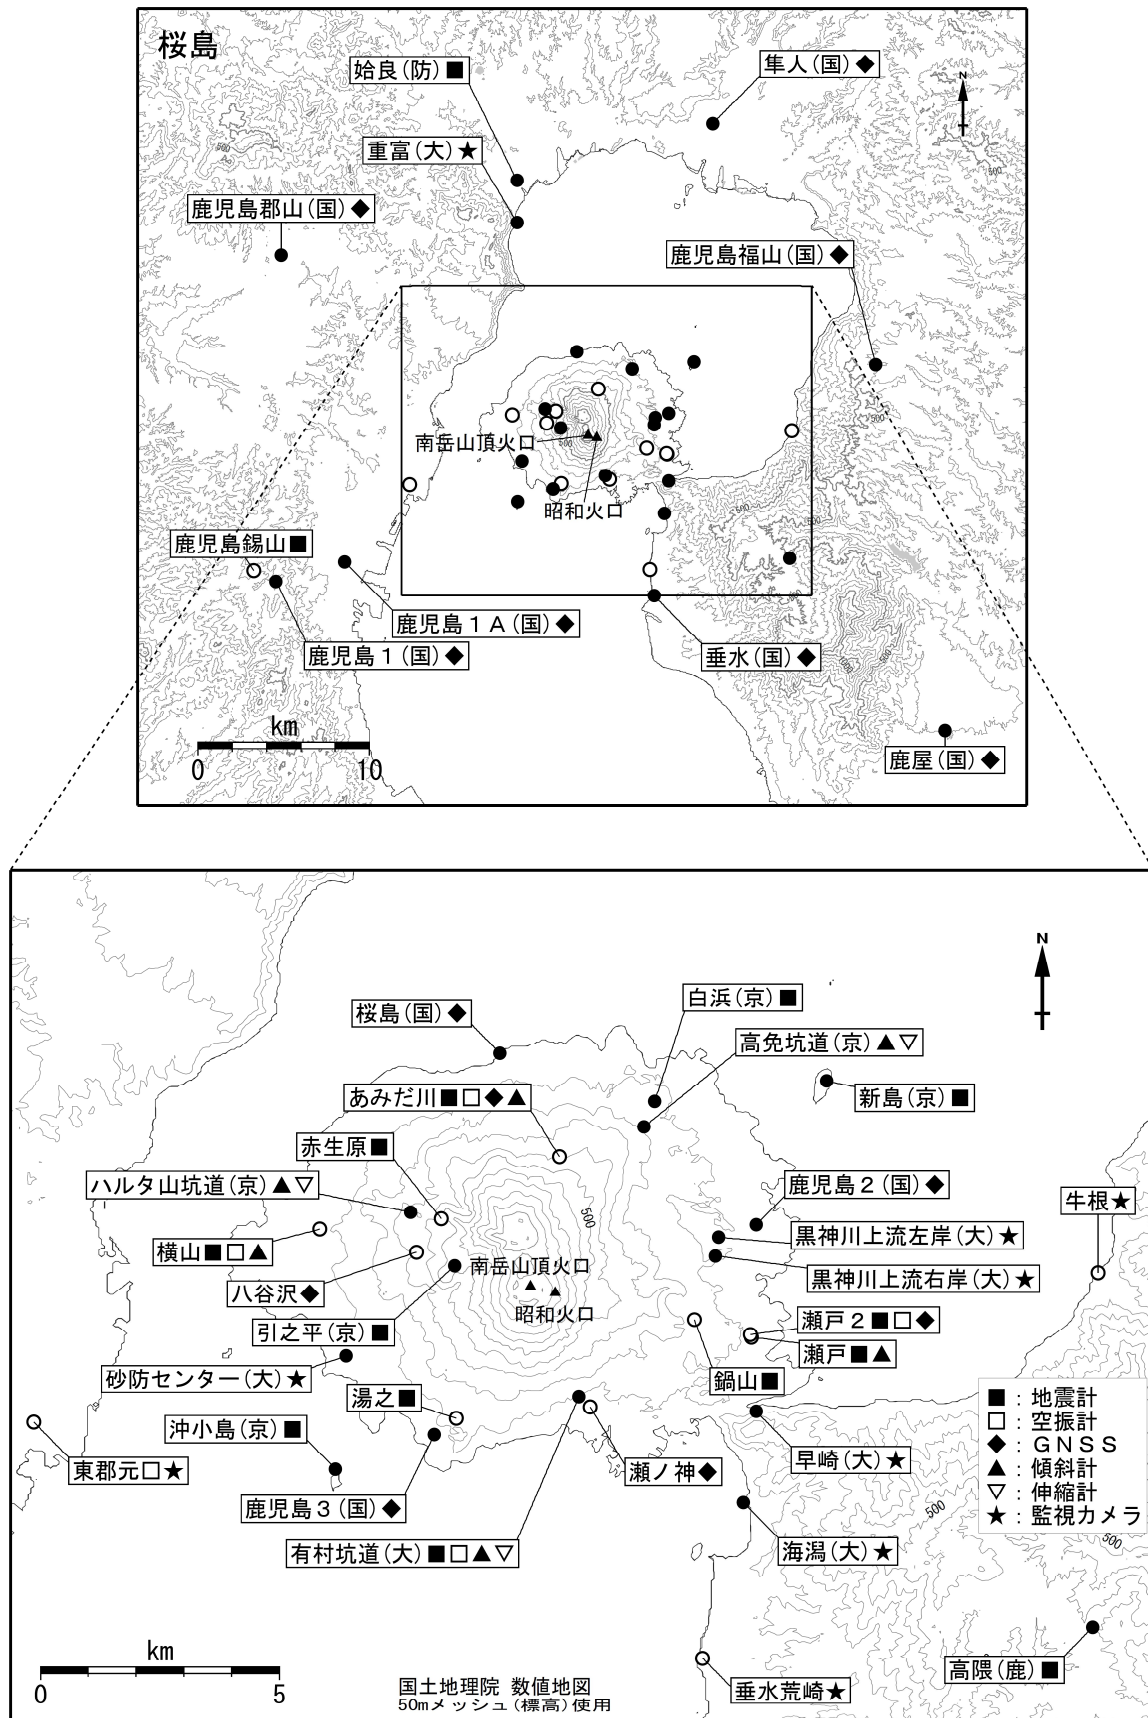 桜島
姶良(防)■
隼人(国)◆
N
重富(大)★
500
500
鹿児島郡山(国)◆
鹿児島福山(国)◆
500
南岳山頂火口
500
昭和火口
500
500
鹿児島錫山■
鹿児島1A(国)◆
鹿児島1(国)◆
垂水(国)◆
1000
500
km
0 10
鹿屋(国)◆
N
白浜(京)■
桜島(国)◆
高免坑道(京)▲▽
あみだ川■□◆▲
新島(京)■
赤生原■
ハルタ山坑道(京)▲▽
鹿児島2(国)◆
牛根★
500
横山■□▲
黒神川上流左岸(大)★
南岳山頂火口
黒神川上流右岸(大)★
八谷沢◆
昭和火口
瀬戸2■□◆
引之平(京)■
瀬戸■▲
砂防センター(大)★
鍋山■
湯之■
沖小島(京)■
早崎(大)★
東郡元□★
瀬ノ神◆
鹿児島3(国)◆
有村坑道(大)■□▲▽
海潟(大)★
■:地震計
□:空振計
◆:GNSS
▲:傾斜計
▽:伸縮計
★:監視カメラ
500
500
km
0 5
高隈(鹿)■
垂水荒崎★
国土地理院 数値地図
50mメッシュ(標高)使用